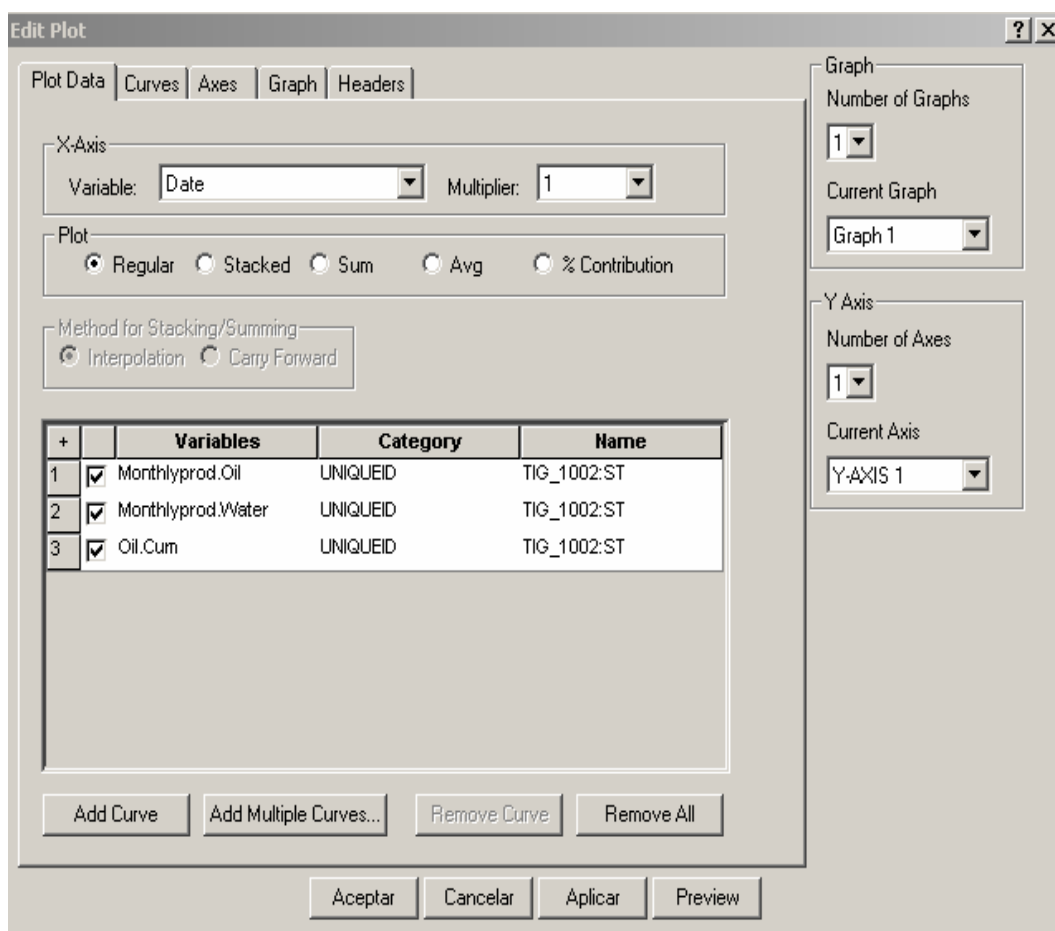 Edit Plot
Plot Data Curves Axes Graph Headers
X-Axis
Variable: Date Multiplier: 1
Plot
Regular Stacked Sum Avg % Contribution
Method for Stacking/Summing
Interpolation Carry Forward
+ Variables Category Name
1 Monthlyprod.Oil UNIQUEID TIG_1002:ST
2 Monthlyprod.Water UNIQUEID TIG_1002:ST
3 Oil.Cum UNIQUEID TIG_1002:ST
Add Curve Add Multiple Curves... Remove Curve Remove All
Graph
Number of Graphs
1
Current Graph
Graph 1
Y Axis
Number of Axes
1
Current Axis
Y-AXIS 1
Aceptar Cancelar Aplicar Preview